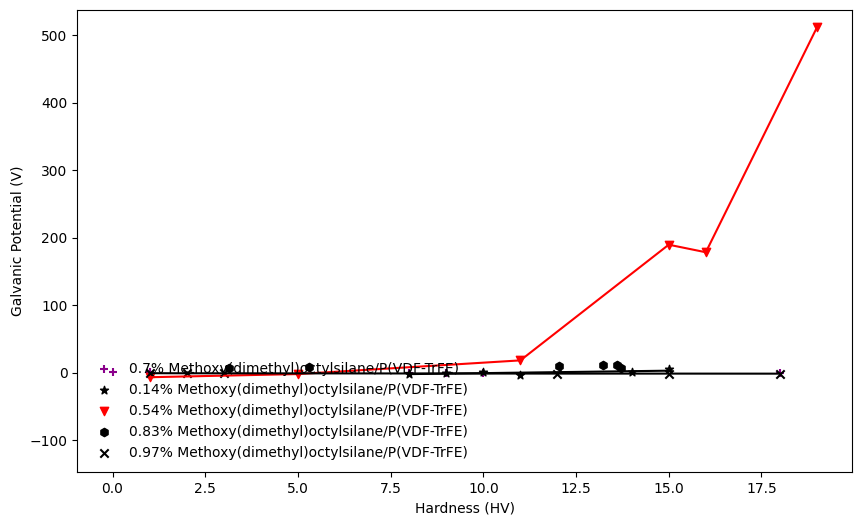 500
400
300
200
100
0
−100
Galvanic Potential (V)
0.7% Methoxy(dimethyl)octylsilane/P(VDF-TrFE)
0.14% Methoxy(dimethyl)octylsilane/P(VDF-TrFE)
0.54% Methoxy(dimethyl)octylsilane/P(VDF-TrFE)
0.83% Methoxy(dimethyl)octylsilane/P(VDF-TrFE)
0.97% Methoxy(dimethyl)octylsilane/P(VDF-TrFE)
0.0 2.5 5.0 7.5 10.0 12.5 15.0 17.5
Hardness (HV)